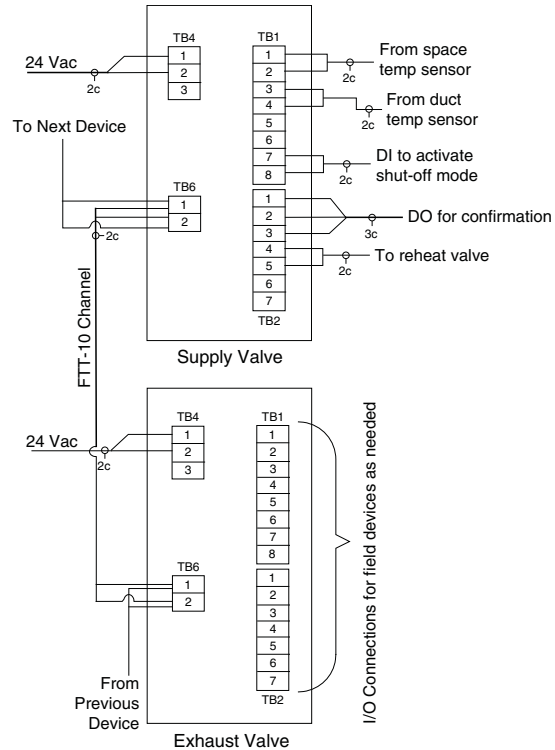 TB4
TB1
24 Vac
1
2
3
2c
1
2
3
4
5
6
7
8
From space
temp sensor
2c
From duct
temp sensor
2c
DI to activate
shut-off mode
2c
To Next Device
TB6
1
2
2c
1
2
3
4
5
6
7
TB2
DO for confirmation
3c
To reheat valve
2c
FTT-10 Channel
Supply Valve
TB4
TB1
24 Vac
1
2
3
2c
1
2
3
4
5
6
7
8
TB6
1
2
1
2
3
4
5
6
7
TB2
I/O Connections for field devices as needed
From
Previous
Device
Exhaust Valve